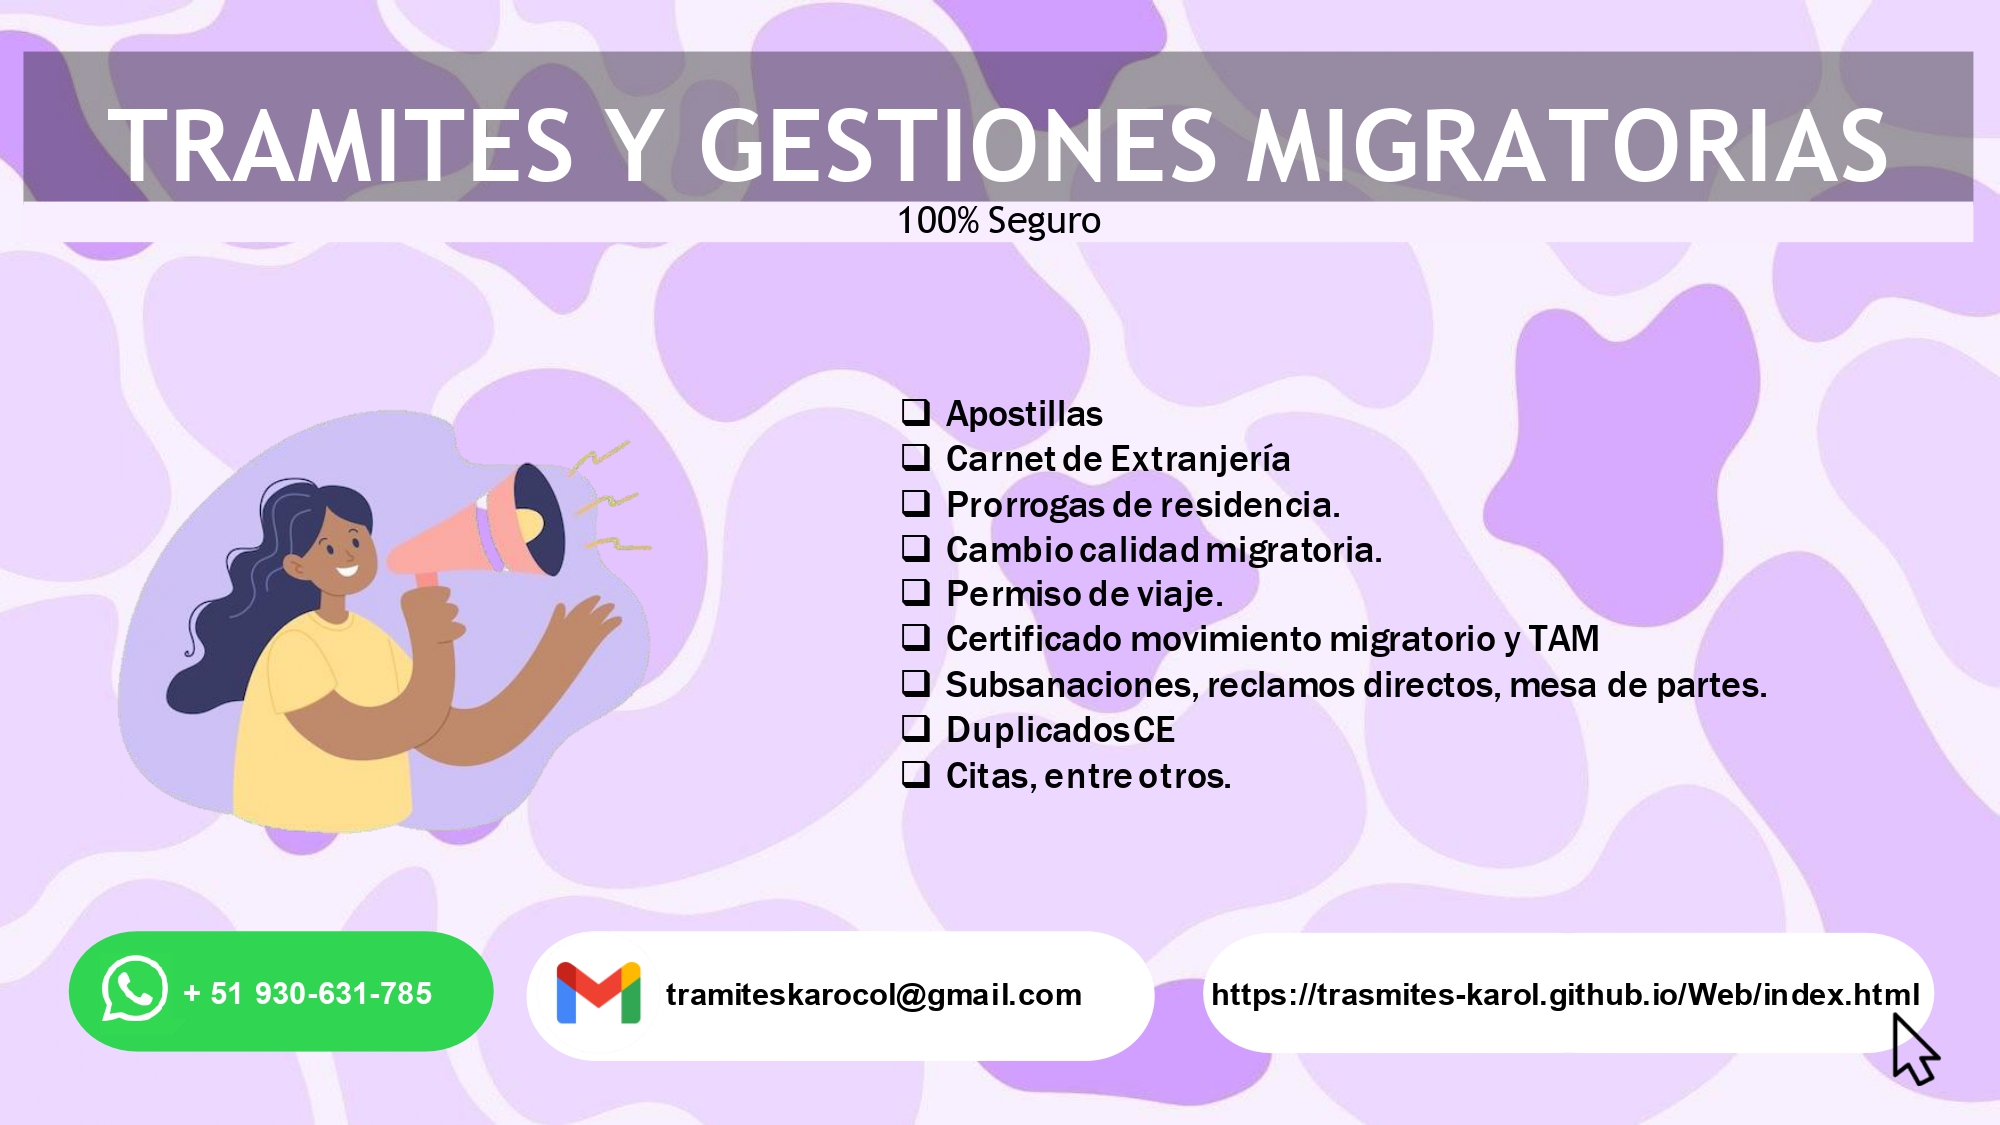 TRAMITES Y GESTIONES MIGRATORIAS
100% Seguro
Apostillas
Carnet de Extranjería
Prorrogas de residencia.
Cambio calidad migratoria.
Permiso de viaje.
Certificado movimiento migratorio y TAM
Subsanaciones, reclamos directos, mesa de partes.
Duplicados CE
Citas, entre otros.
+ 51 930-631-785
tramiteskarocol@gmail.com
https://trasmites-karol.github.io/Web/index.html